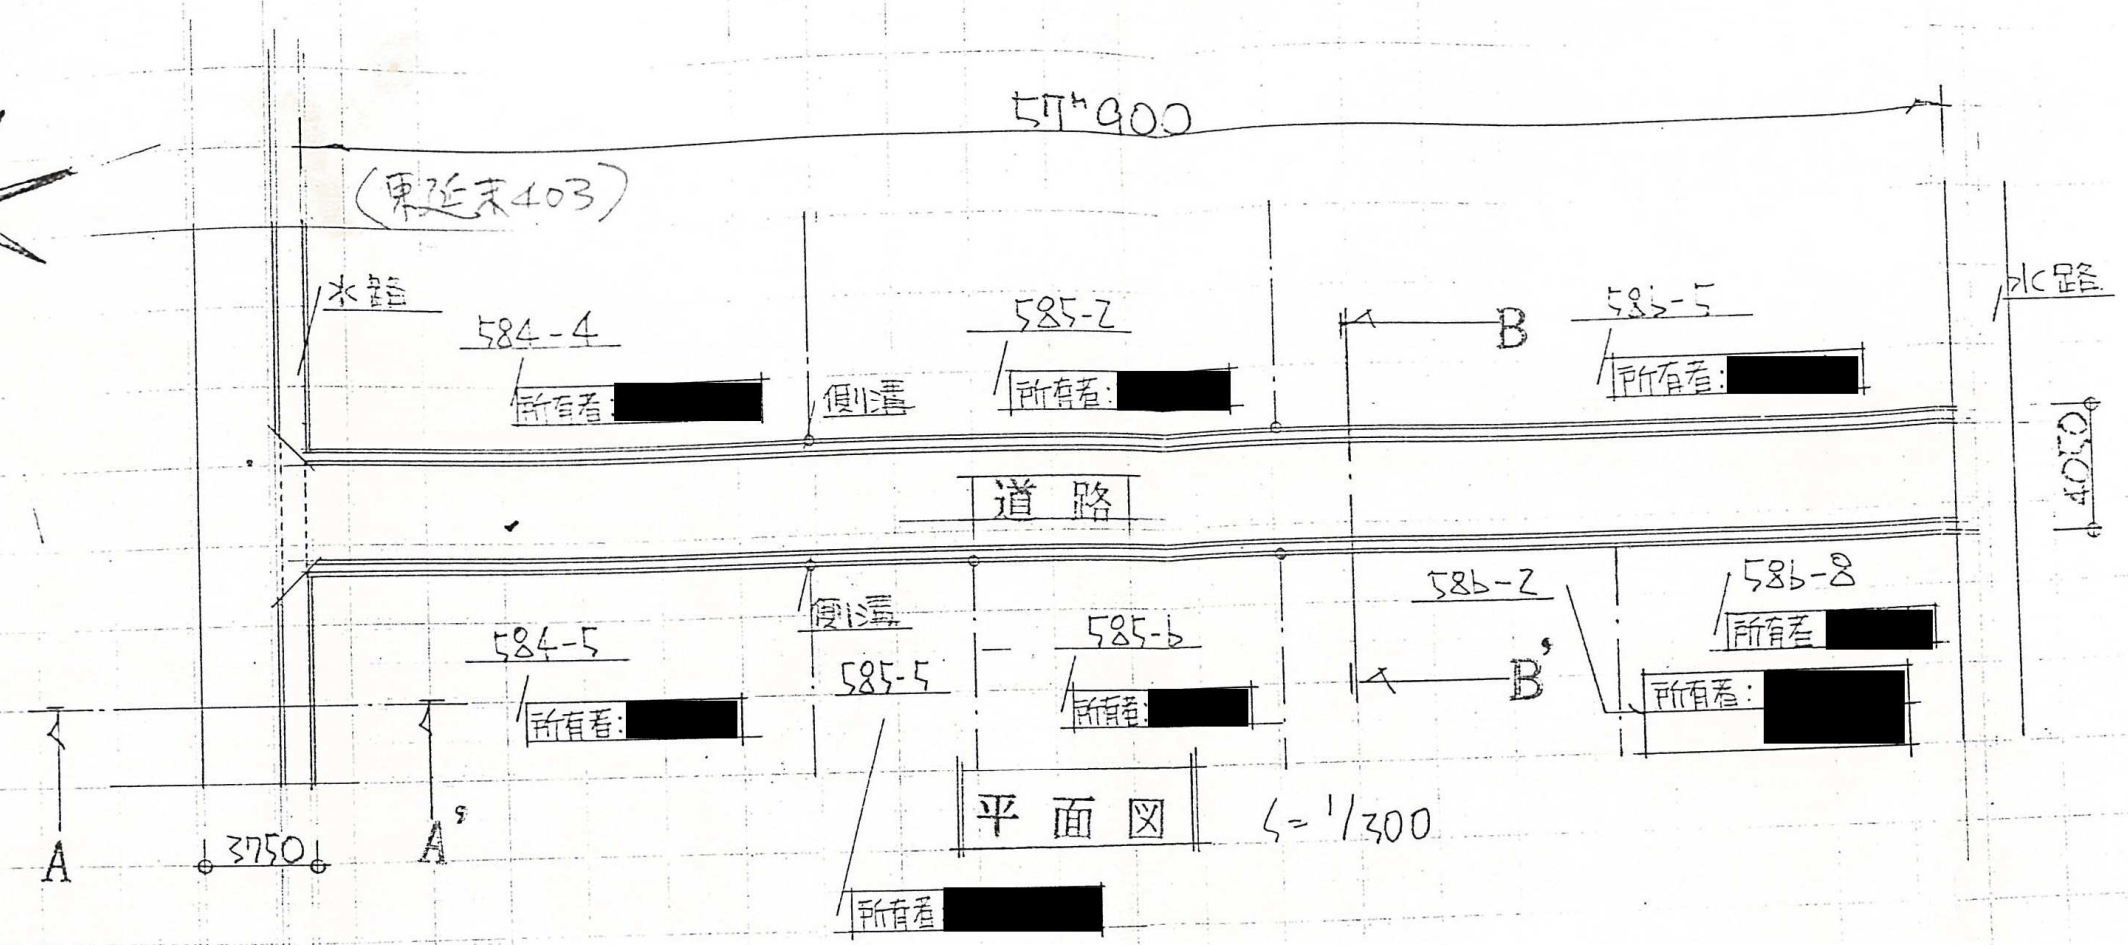 57ᵐ900
(東延末403)
水路
水路
584-4
585-2
586-5
B
所有者:
所有者:
所有者:
側溝
4050
道路
側溝
584-5
585-5
585-6
586-2
586-8
B'
所有者:
所有者:
所有者
所有者:
平面図
S=1/300
3750
A
A'
所有者